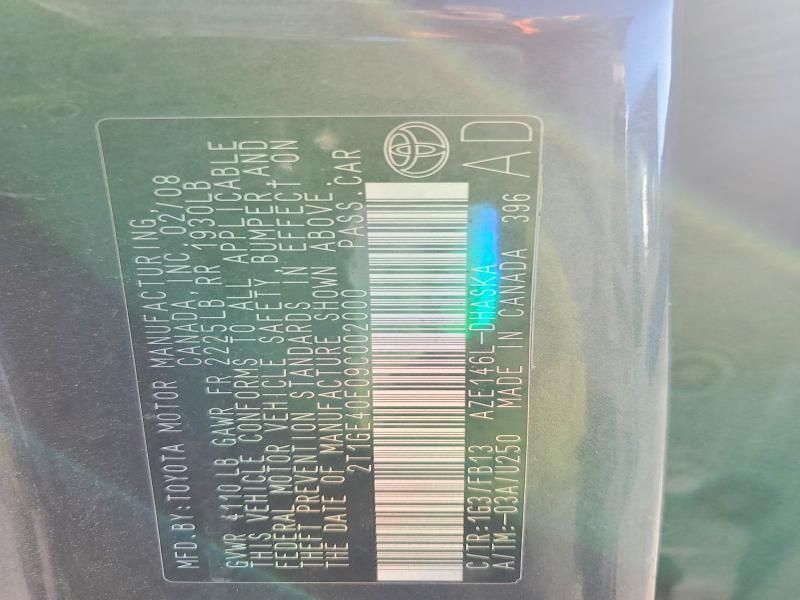 MFD.BY:TOYOTA MOTOR MANUFACTURING,
CANADA, INC. 02/08
GVWR 4110LB GAWR FR 2225LB, RR 1930LB
THIS VEHICLE CONFORMS TO ALL APPLICABLE
FEDERAL MOTOR VEHICLE SAFETY, BUMPER, AND
THEFT PREVENTION STANDARDS IN EFFECT ON
THE DATE OF MANUFACTURE SHOWN ABOVE.
2T1GE40E09C002000 PASS.CAR
C/TR:1G3/FB13 AZE146L-DHASKA
A/TM:-03A/U250 MADE IN CANADA 396
AD